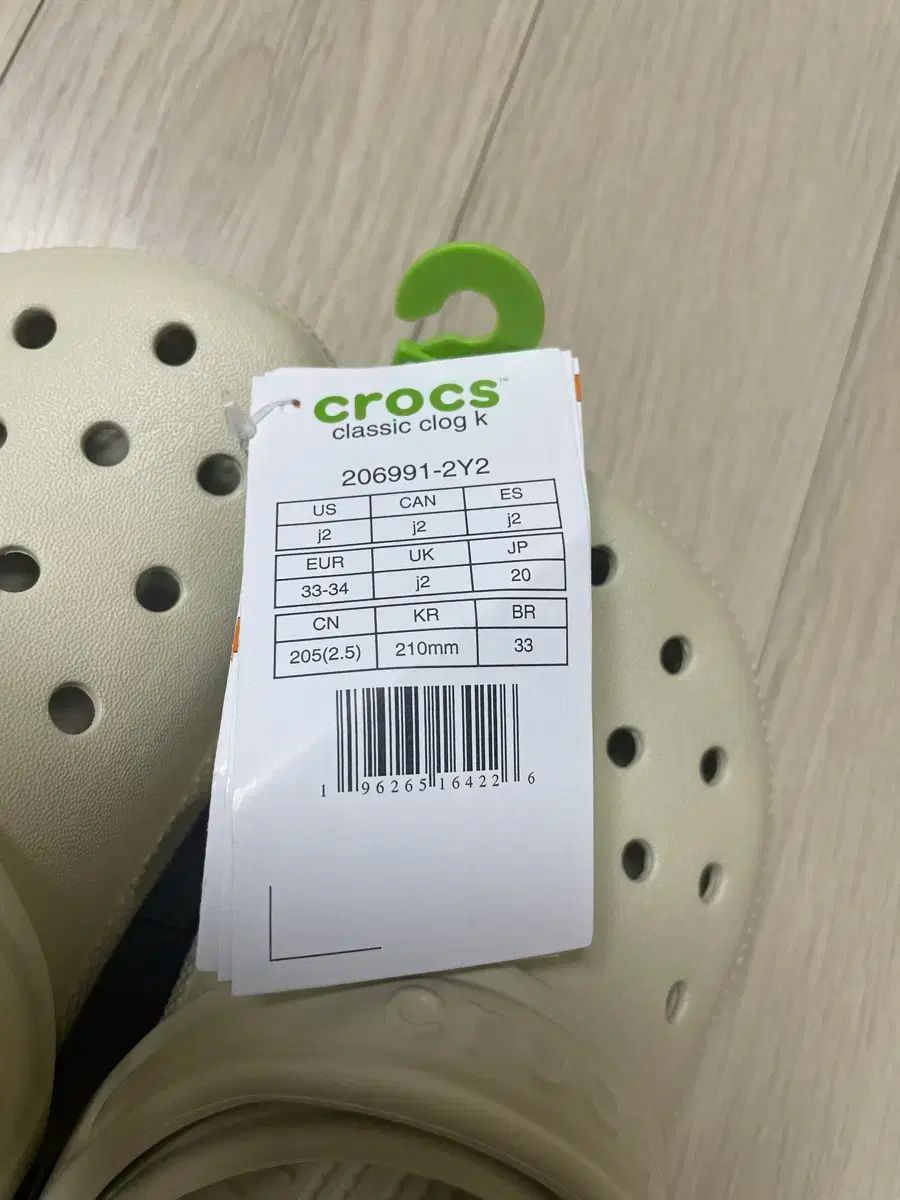 crocs™
classic clog k
206991-2Y2
US CAN ES
j2 j2 j2
EUR UK JP
33-34 j2 20
CN KR BR
205(2.5) 210mm 33
1 96265 16422 6